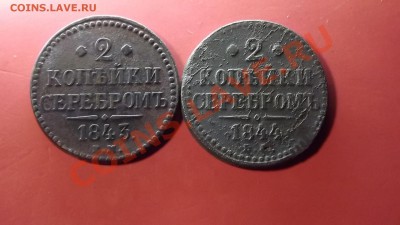 COINS.LAVE.RU
2
КОПѢЙКИ
СЕРЕБРОМЪ
1843
2
КОПѢЙКИ
СЕРЕБРОМЪ
1844